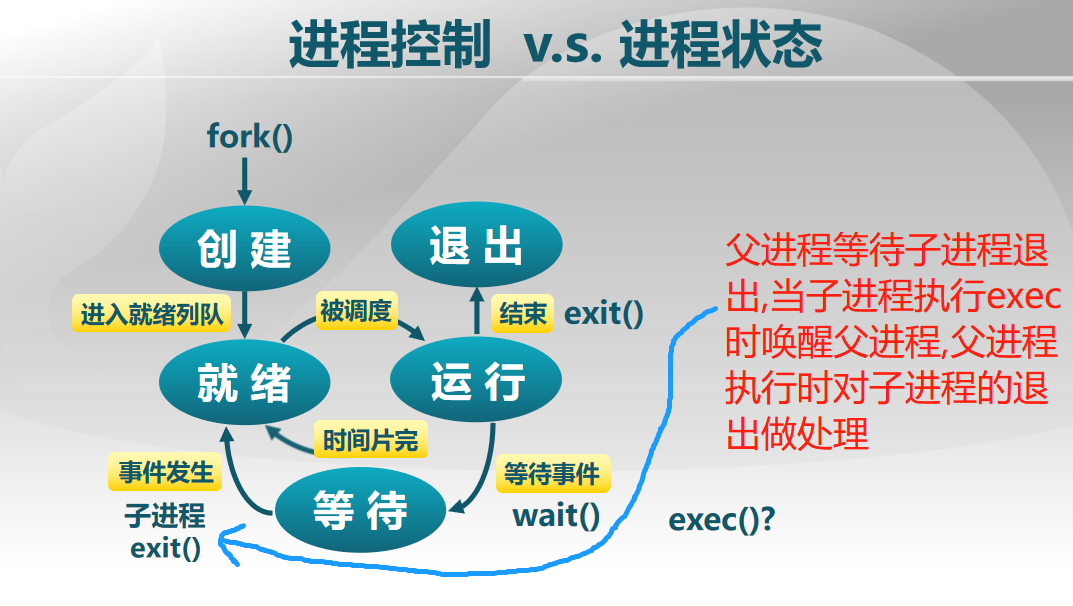 进程控制 v.s. 进程状态
fork()
创建
退出
进入就绪列队
被调度
结束
exit()
就绪
运行
时间片完
事件发生
子进程
exit()
等待
等待事件
wait()
exec()?
父进程等待子进程退
出,当子进程执行exec
时唤醒父进程,父进程
执行时对子进程的退
出做处理